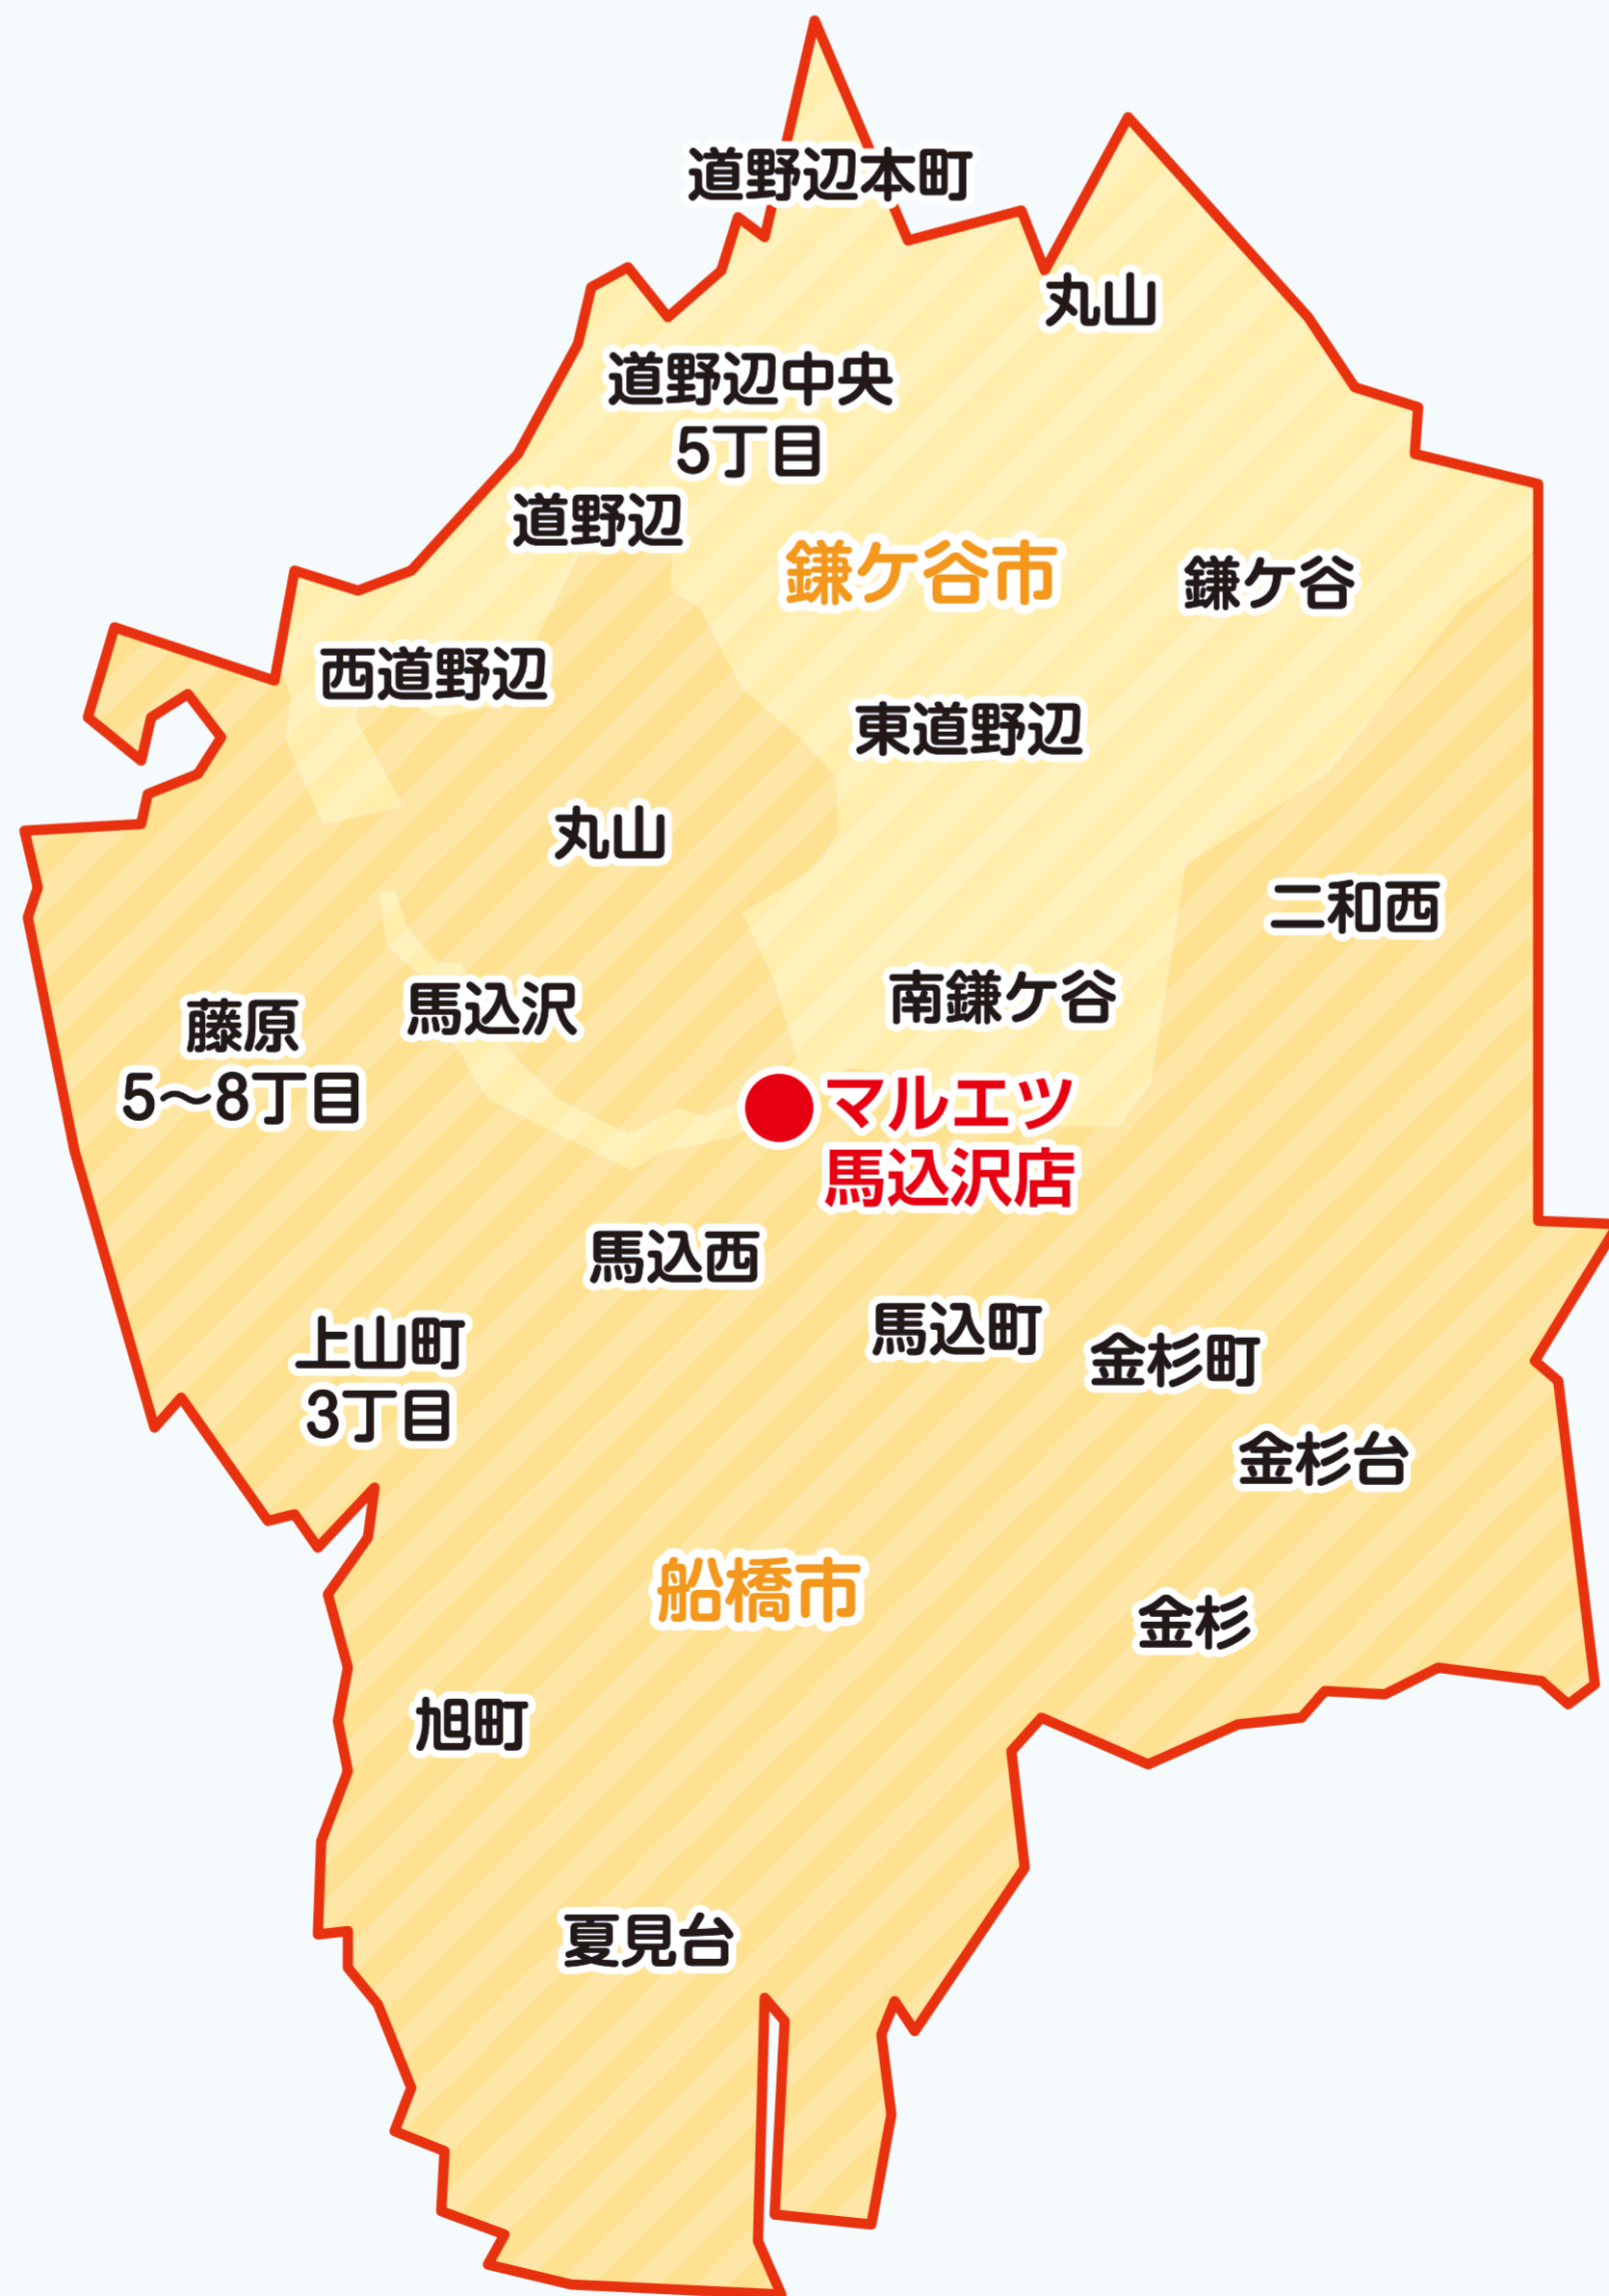 道野辺本町
丸山
道野辺中央
5丁目
道野辺
鎌ケ谷市
鎌ケ谷
西道野辺
東道野辺
丸山
二和西
南鎌ケ谷
馬込沢
藤原
5〜8丁目
マルエツ
馬込沢店
馬込西
馬込町
金杉町
上山町
3丁目
金杉台
船橋市
金杉
旭町
夏見台